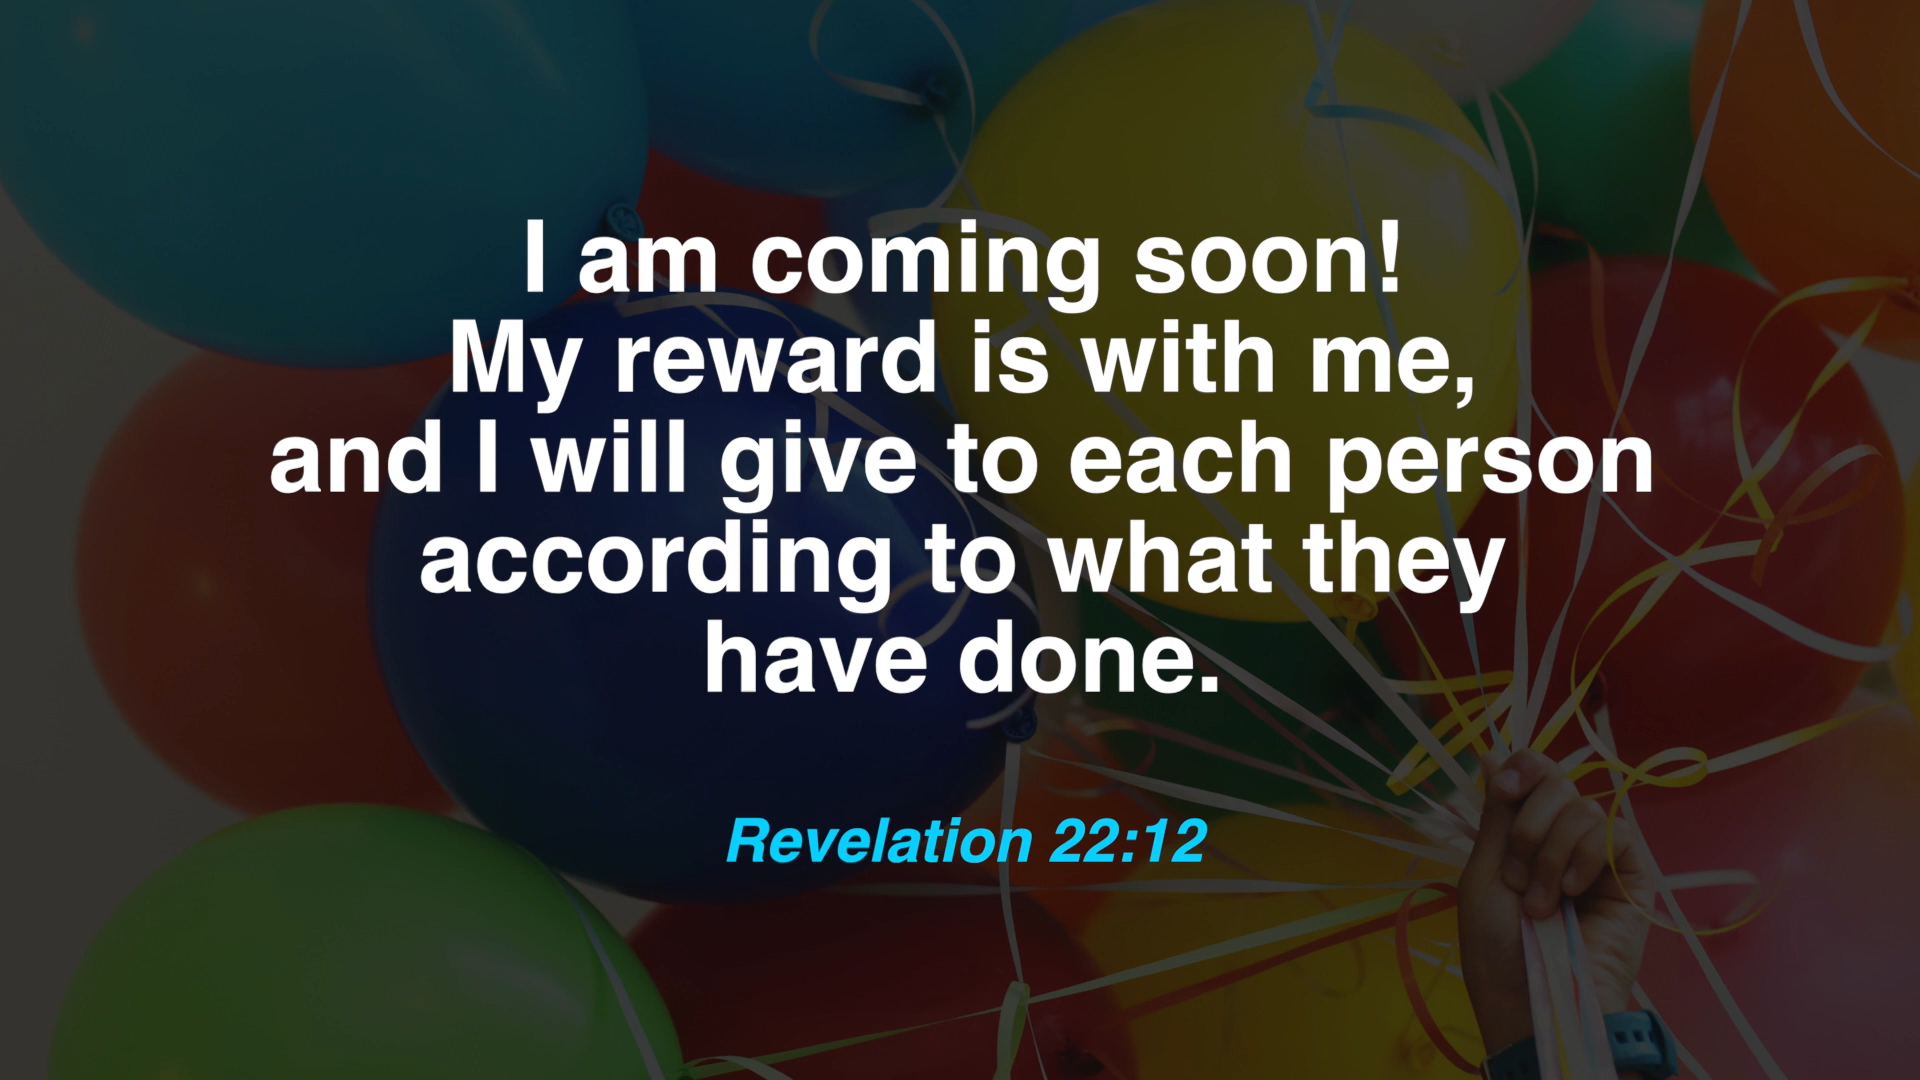 I am coming soon!
My reward is with me,
and I will give to each person
according to what they
have done.
Revelation 22:12